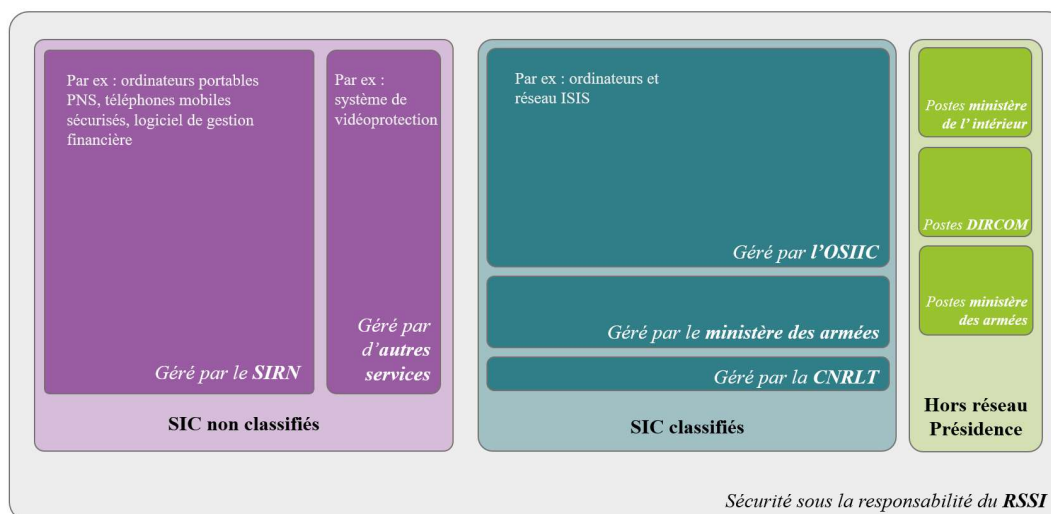 Par ex : ordinateurs portables
PNS, téléphones mobiles
sécurisés, logiciel de gestion
financière
Géré par le SIRN
Par ex :
système de
vidéoprotection
Géré par
d’autres
services
SIC non classifiés
Par ex : ordinateurs et
réseau ISIS
Géré par l’OSIIC
Géré par le ministère des armées
Géré par la CNRLT
SIC classifiés
Postes ministère
de l’ intérieur
Postes DIRCOM
Postes ministère
des armées
Hors réseau
Présidence
Sécurité sous la responsabilité du RSSI